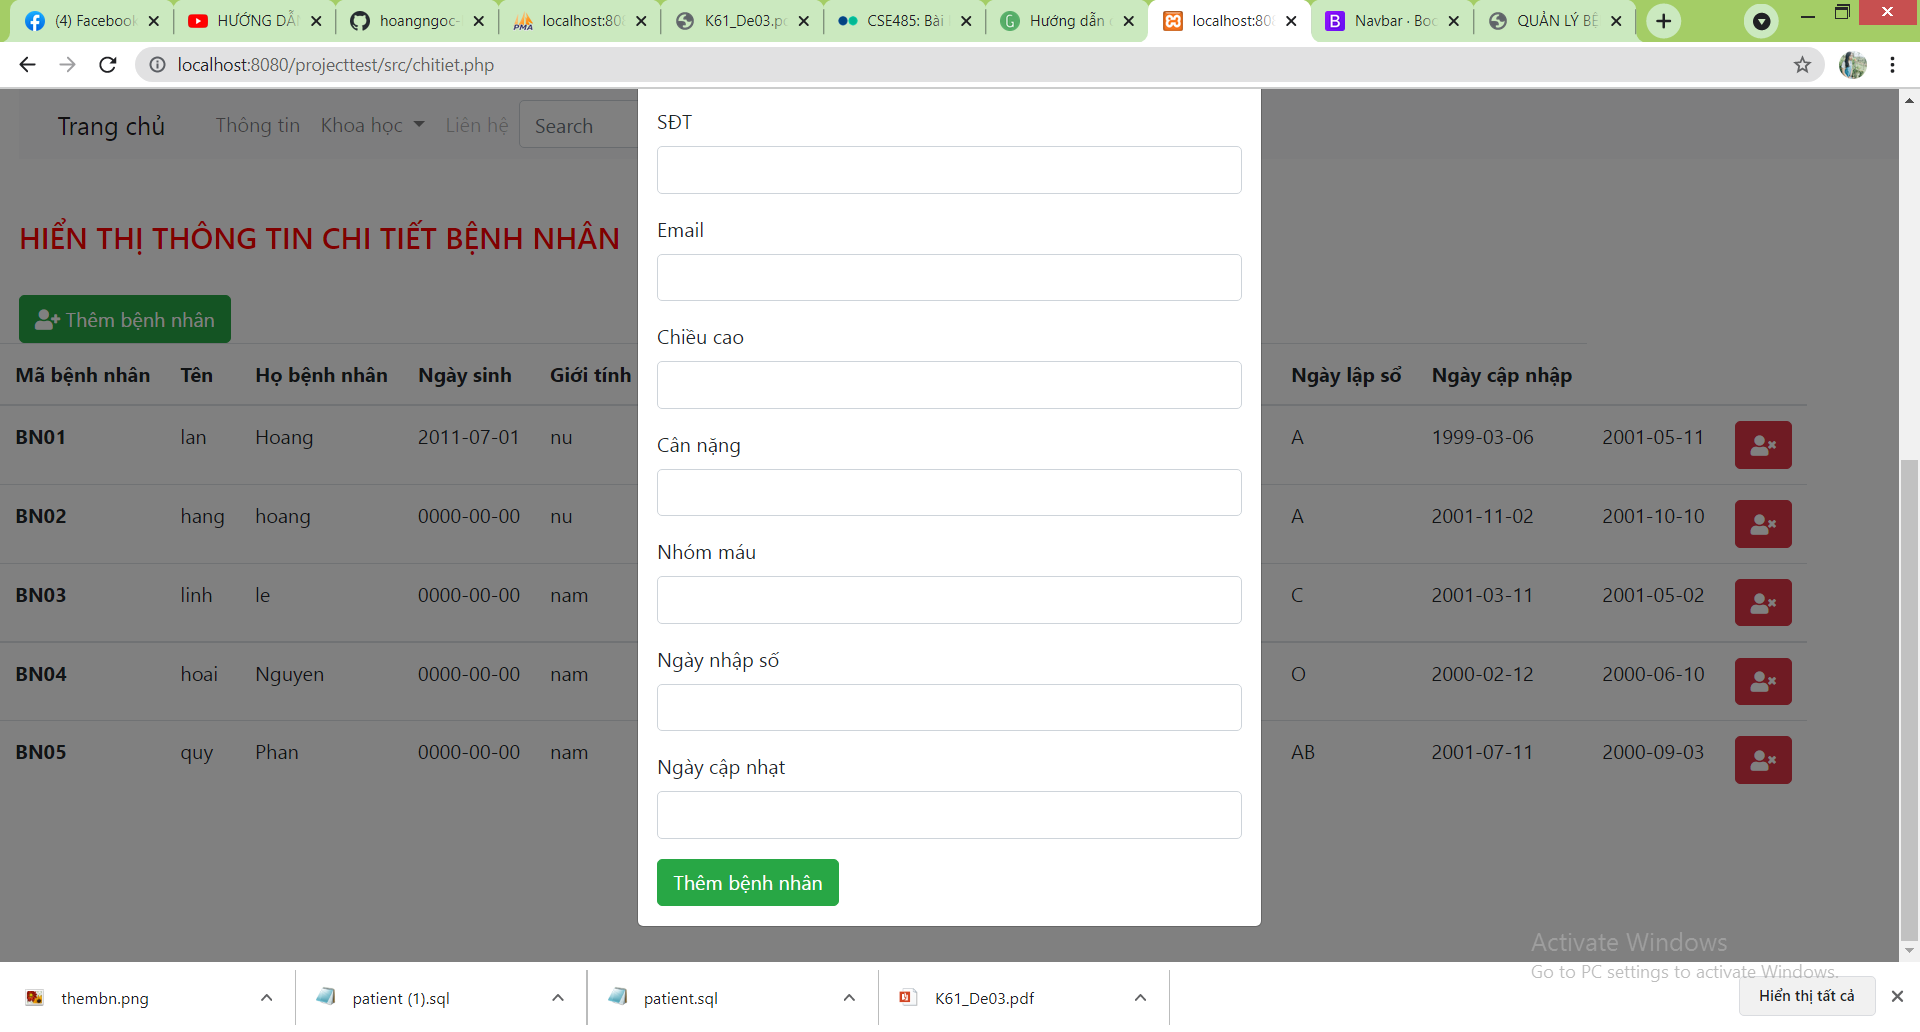 (4) Facebook
HƯỚNG DẪN
hoangngoc-
localhost:808
K61_De03.pd
CSE485: Bài
Hướng dẫn
localhost:808
Navbar · Boo
QUẢN LÝ BỆ
localhost:8080/projecttest/src/chitiet.php
Trang chủ Thông tin Khoa học Liên hệ Search
HIỂN THỊ THÔNG TIN CHI TIẾT BỆNH NHÂN
Thêm bệnh nhân
Mã bệnh nhân Tên Họ bệnh nhân Ngày sinh Giới tính Ngày lập sổ Ngày cập nhập
BN01 lan Hoang 2011-07-01 nu A 1999-03-06 2001-05-11
BN02 hang hoang 0000-00-00 nu A 2001-11-02 2001-10-10
BN03 linh le 0000-00-00 nam C 2001-03-11 2001-05-02
BN04 hoai Nguyen 0000-00-00 nam O 2000-02-12 2000-06-10
BN05 quy Phan 0000-00-00 nam AB 2001-07-11 2000-09-03
SĐT
Email
Chiều cao
Cân nặng
Nhóm máu
Ngày nhập số
Ngày cập nhạt
Thêm bệnh nhân
Activate Windows
Go to PC settings to activate Windows.
thembn.png
patient (1).sql
patient.sql
K61_De03.pdf
Hiển thị tất cả